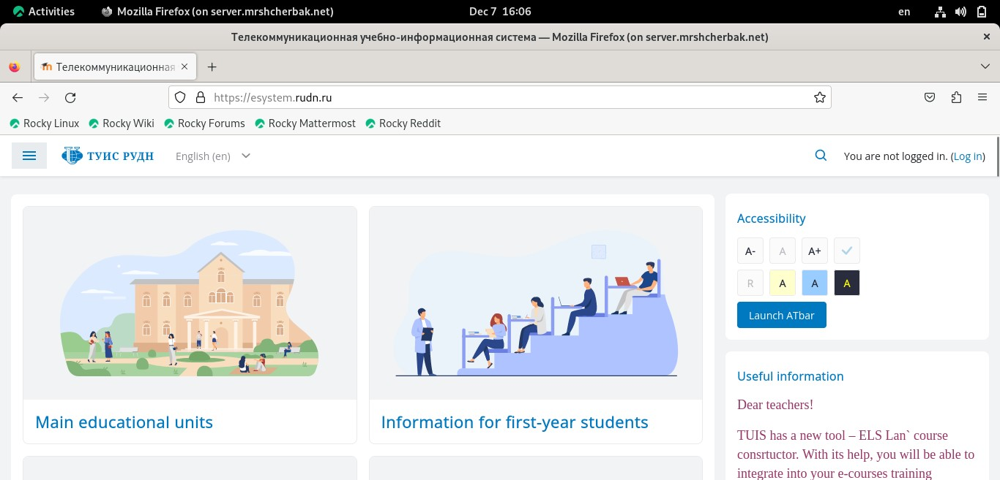 Activities
Mozilla Firefox (on server.mrshcherbak.net)
Dec 7 16:06
en
Телекоммуникационная учебно-информационная система — Mozilla Firefox (on server.mrshcherbak.net)
Телекоммуникационная
https://esystem.rudn.ru
Rocky Linux
Rocky Wiki
Rocky Forums
Rocky Mattermost
Rocky Reddit
ТУИС РУДН
English (en)
You are not logged in. (Log in)
Main educational units
Information for first-year students
Accessibility
A- A A+
R A A A
Launch ATbar
Useful information
Dear teachers!
TUIS has a new tool – ELS Lan` course
consrtuctor. With its help, you will be able to
integrate into your e-courses training